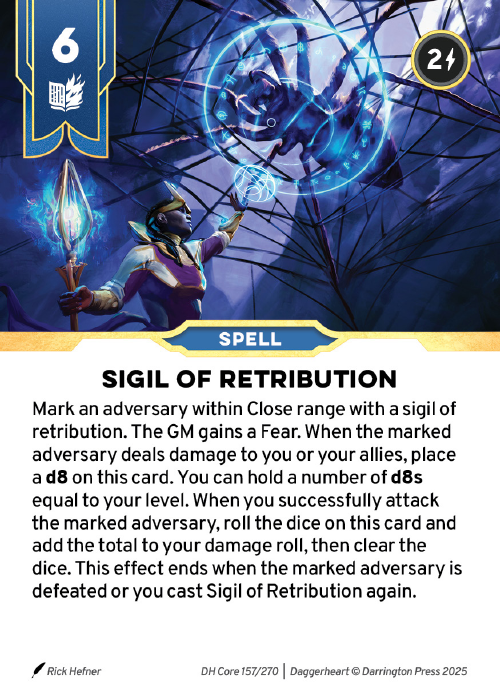 6
2
SPELL
SIGIL OF RETRIBUTION
Mark an adversary within Close range with a sigil of
retribution. The GM gains a Fear. When the marked
adversary deals damage to you or your allies, place
a d8 on this card. You can hold a number of d8s
equal to your level. When you successfully attack
the marked adversary, roll the dice on this card and
add the total to your damage roll, then clear the
dice. This effect ends when the marked adversary is
defeated or you cast Sigil of Retribution again.
Rick Hefner DH Core 157/270 | Daggerheart © Darrington Press 2025